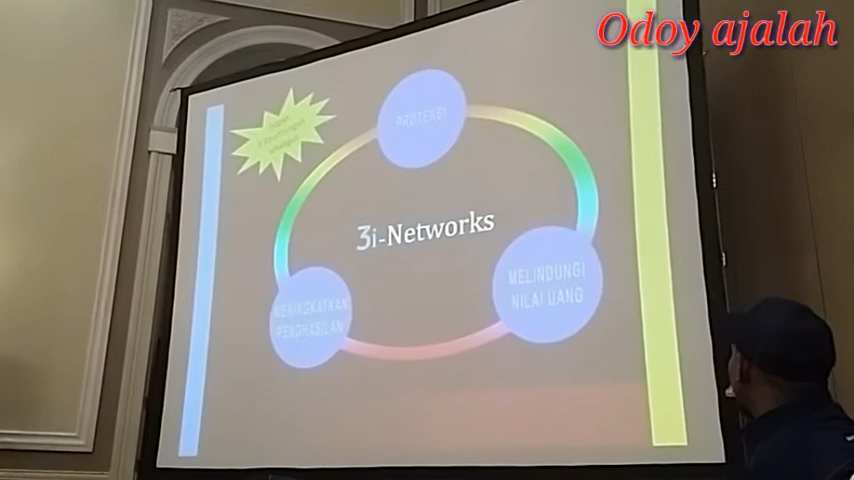 Odoy ajalah
PROTEKSI
3i-Networks
MELINDUNGI
NILAI UANG
MENINGKATKAN
PENGHASILAN